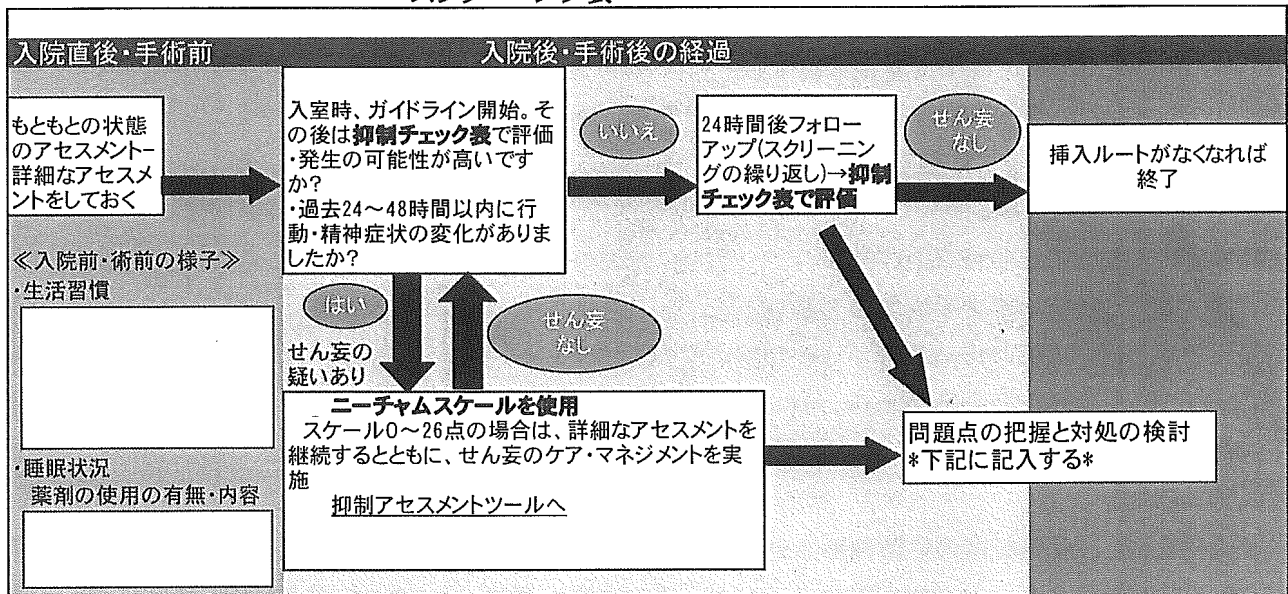 入院直後・手術前
入院後・手術後の経過
もともとの状態
のアセスメント−
詳細なアセスメ
ントをしておく
≪入院前・術前の様子≫
・生活習慣
・睡眠状況
薬剤の使用の有無・内容
入室時、ガイドライン開始。そ
の後は抑制チェック表で評価
・発生の可能性が高いです
か?
・過去24〜48時間以内に行
動・精神症状の変化がありま
したか?
いいえ
はい
せん妄
なし
せん妄の
疑いあり
ニーチャムスケールを使用
スケール0〜26点の場合は、詳細なアセスメントを
継続するとともに、せん妄のケア・マネジメントを実
施
抑制アセスメントツールへ
24時間後フォロー
アップ(スクリーニン
グの繰り返し)→抑制
チェック表で評価
せん妄
なし
挿入ルートがなくなれば
終了
問題点の把握と対処の検討
*下記に記入する*